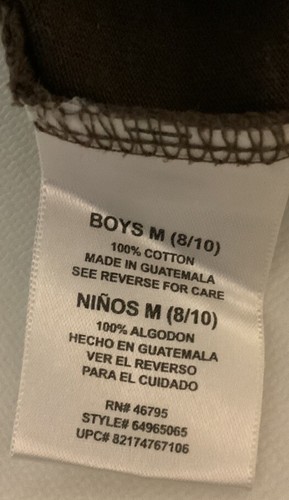 BOYS M (8/10)
100% COTTON
MADE IN GUATEMALA
SEE REVERSE FOR CARE
NIÑOS M (8/10)
100% ALGODON
HECHO EN GUATEMALA
VER EL REVERSO
PARA EL CUIDADO
RN# 46795
STYLE# 64965065
UPC# 82174767106